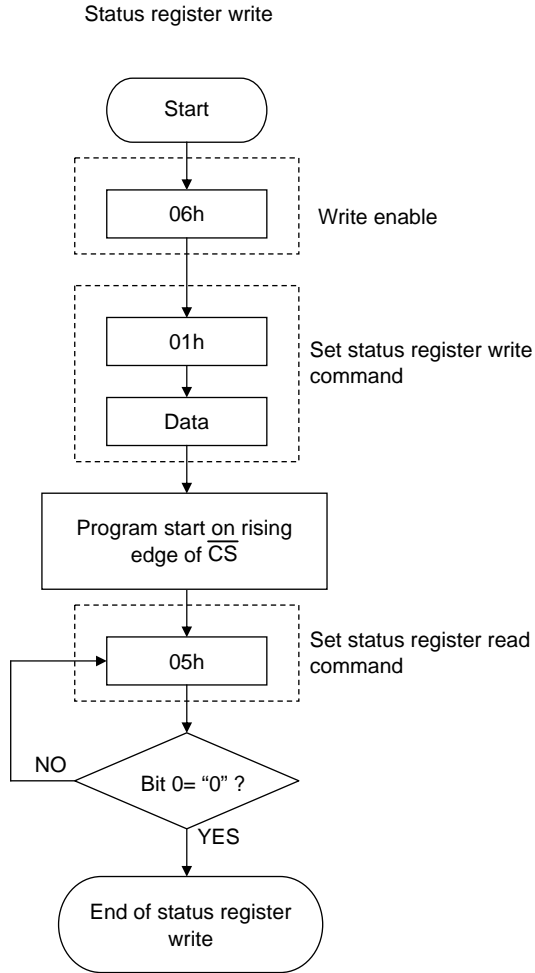 Status register write
Start
06h
Write enable
01h
Set status register write
command
Data
Program start on rising
edge of C̅S̅
Set status register read
command
05h
NO
Bit 0= “0” ?
YES
End of status register
write